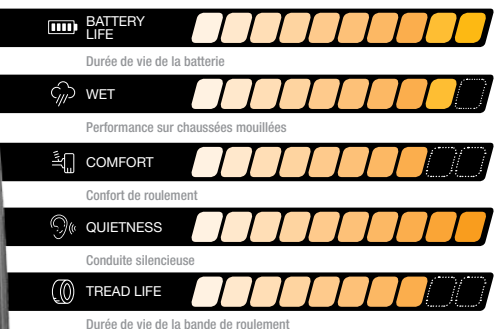 BATTERY
LIFE
Durée de vie de la batterie
WET
Performance sur chaussées mouillées
COMFORT
Confort de roulement
QUIETNESS
Conduite silencieuse
TREAD LIFE
Durée de vie de la bande de roulement